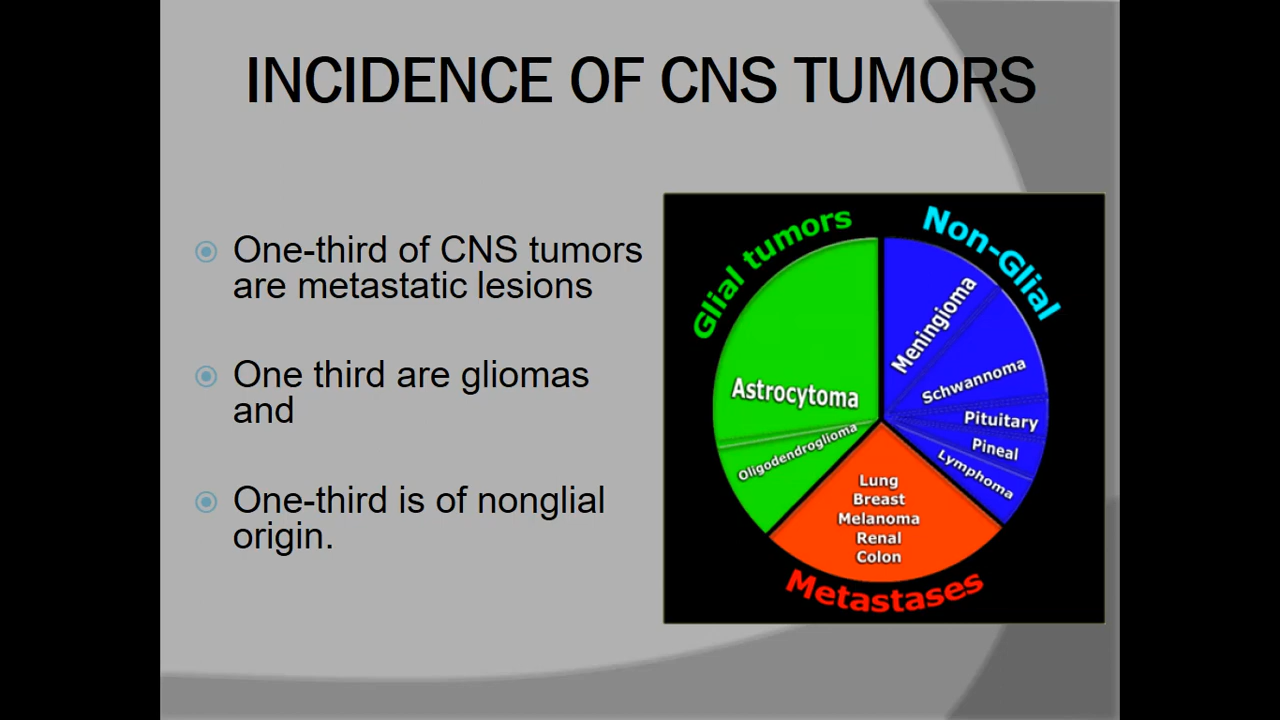 INCIDENCE OF CNS TUMORS
One-third of CNS tumors
are metastatic lesions
One third are gliomas
and
One-third is of nonglial
origin.
Glial tumors
Non-Glial
Astrocytoma
Oligodendroglioma
Meningioma
Schwannoma
Pituitary
Pineal
Lymphoma
Lung
Breast
Melanoma
Renal
Colon
Metastases